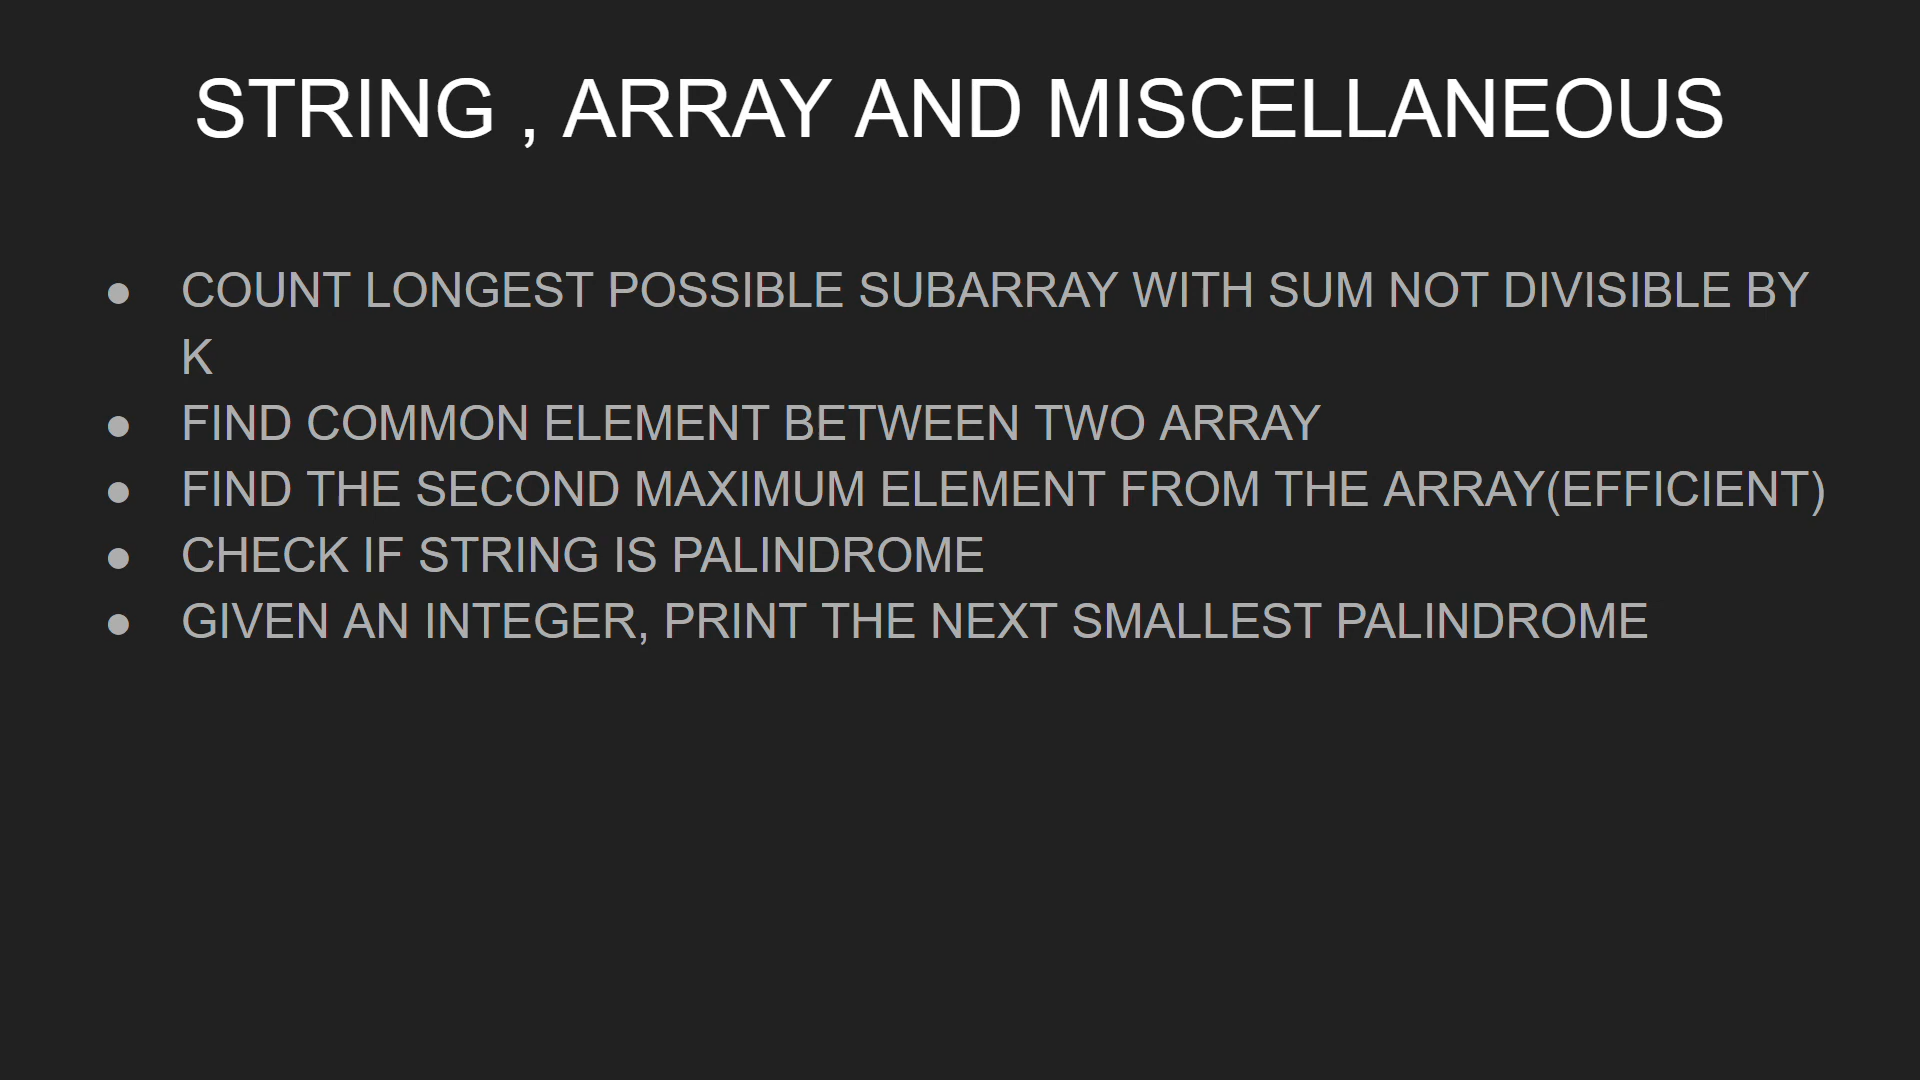 STRING , ARRAY AND MISCELLANEOUS
● COUNT LONGEST POSSIBLE SUBARRAY WITH SUM NOT DIVISIBLE BY
K
● FIND COMMON ELEMENT BETWEEN TWO ARRAY
● FIND THE SECOND MAXIMUM ELEMENT FROM THE ARRAY(EFFICIENT)
● CHECK IF STRING IS PALINDROME
● GIVEN AN INTEGER, PRINT THE NEXT SMALLEST PALINDROME